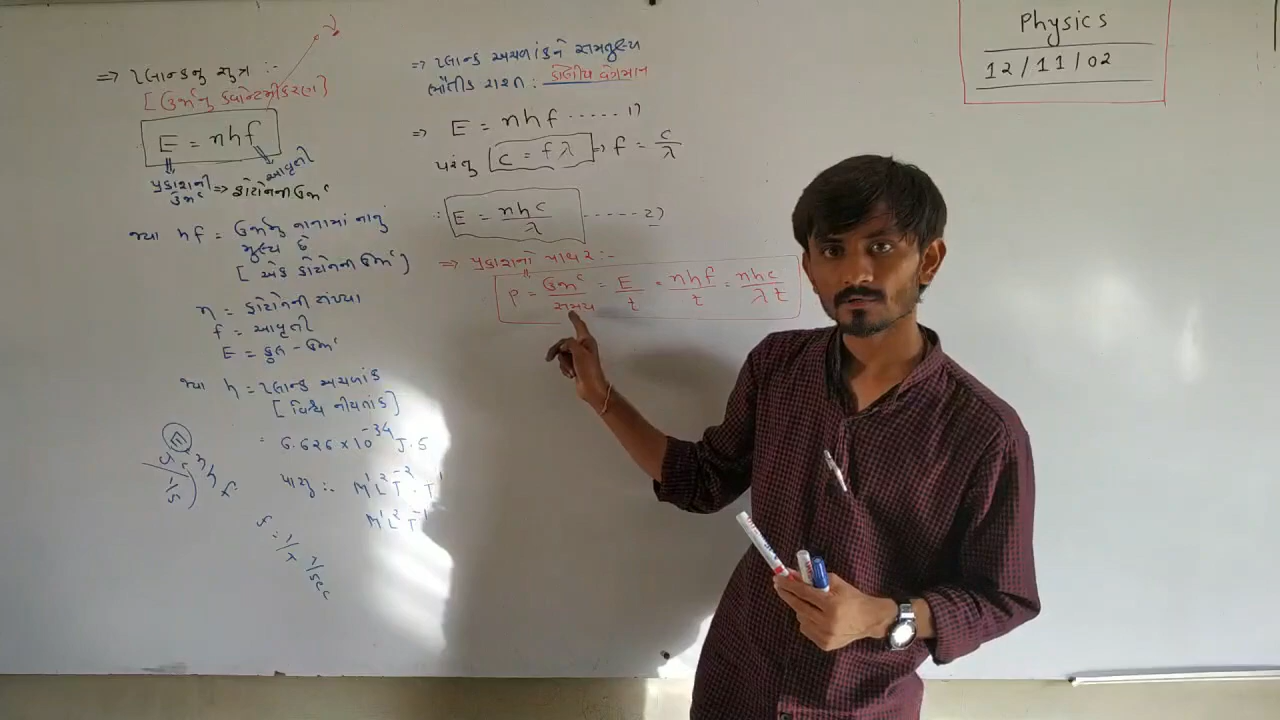 ⇒ પ્લાન્કનુ સુત્ર :-
[ઉર્જાનુ ક્વોન્ટમીકરણ]
E = nhf
આવૃતી
પ્રકાશની ઉર્જા ⇒ ફોટોનની ઉર્જા
જ્યા hf = ઉર્જાનુ નાનામાં નાનું
મુલ્ય છે
[એક ફોટોનની ઉર્જા]
n = ફોટોનની સંખ્યા
f = આવૃતી
E = કુલ - ઉર્જા
જ્યા h = પ્લાન્ક અચળાંક
[વિશ્વ નીયતાંક]
= 6.626 × 10⁻³⁴ J·S
પાસુ :- M¹L²T⁻²·T¹
M¹L²T⁻¹
⇒ પ્લાન્ક અચળાંકને સમતુલ્ય
ભૌતીક રાશી : કોણીય વેગમાન
⇒ E = nhf ..... 1)
પરંતુ C = fλ ⇒ f = c/λ
∴ E = nhc/λ ..... 2)
⇒ પ્રકાશનો પાવર :-
P = ઉર્જા/સમય = E/t = nhf/t = nhc/λt
Physics
12/11/02